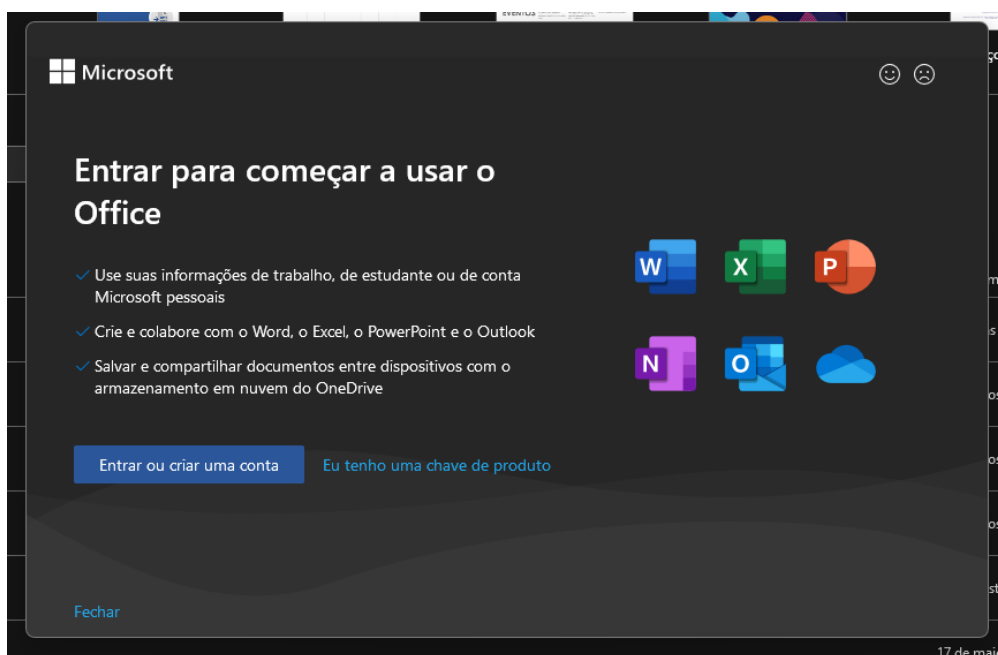 EVENTOS
Microsoft
Entrar para começar a usar o
Office
Use suas informações de trabalho, de estudante ou de conta
Microsoft pessoais
Crie e colabore com o Word, o Excel, o PowerPoint e o Outlook
Salvar e compartilhar documentos entre dispositivos com o
armazenamento em nuvem do OneDrive
W X P
N O
Entrar ou criar uma conta Eu tenho uma chave de produto
Fechar
17 de